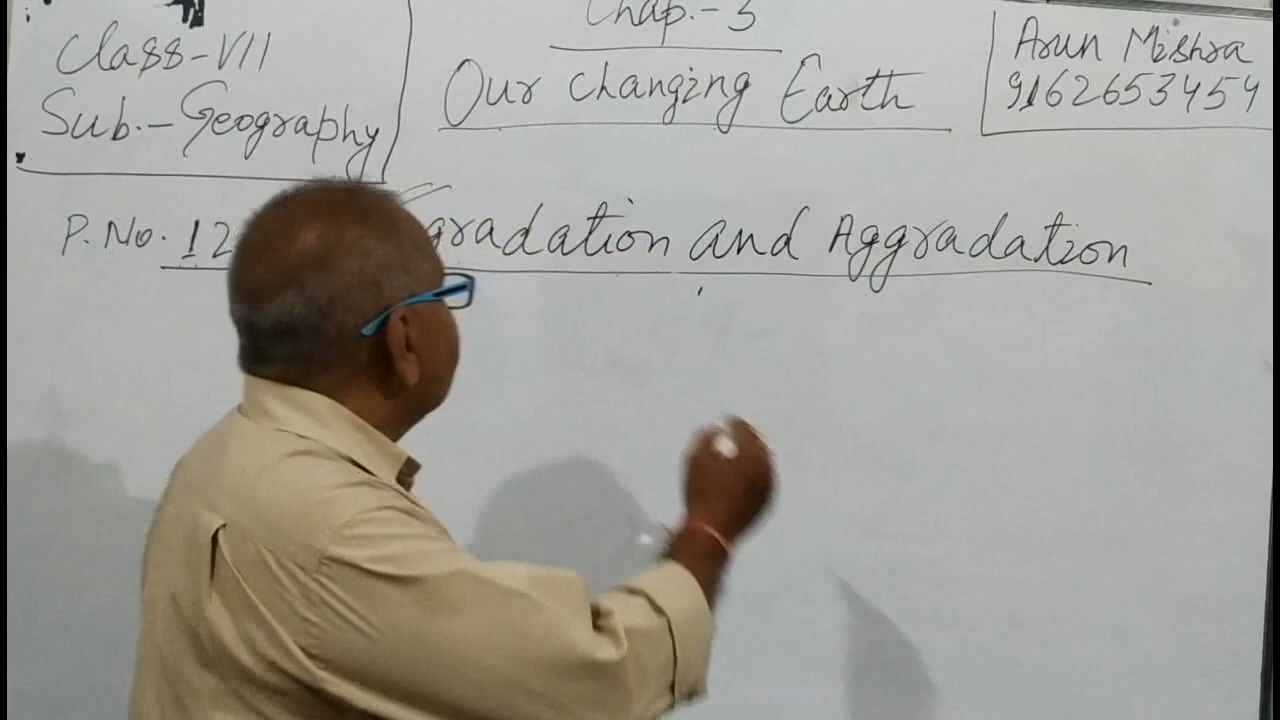 Chap.-3
Class-VII
Our Changing Earth
Arun Mishra
9162653454
Sub.-Geography
P.No. 12 gradation and Aggradation